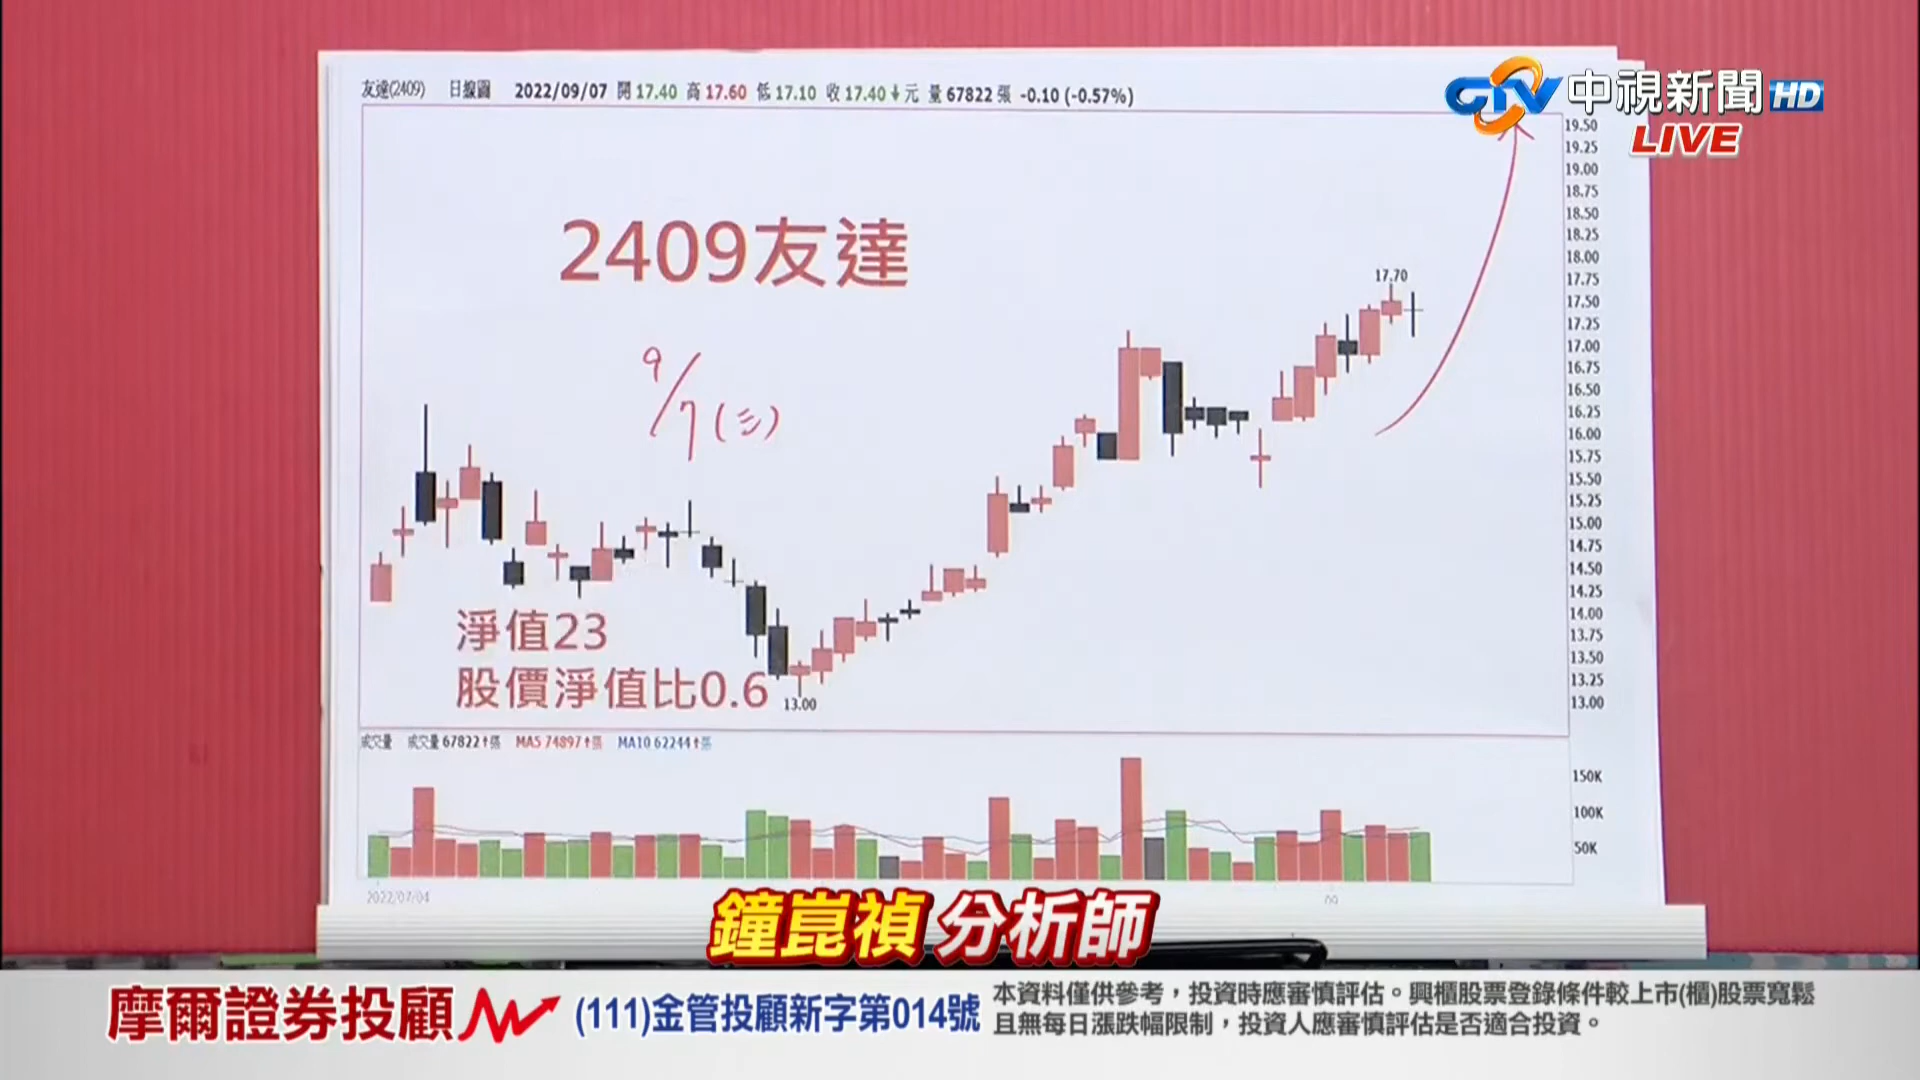 友達(2409) 日線圖 2022/09/07 開 17.40 高 17.60 低 17.10 收 17.40↓元 量 67822 張 -0.10 (-0.57%)
CTV 中視新聞 HD
LIVE
19.50
19.25
19.00
18.75
18.50
18.25
18.00
17.75
17.50
17.25
17.00
16.75
16.50
16.25
16.00
15.75
15.50
15.25
15.00
14.75
14.50
14.25
14.00
13.75
13.50
13.25
13.00
2409友達
17.70
9/7(三)
淨值23
股價淨值比0.6
13.00
成交量 成交量 67822↑張 MA5 74897↑張 MA10 62244↑張
150K
100K
50K
2022/07/04
09
鐘崑禎 分析師
摩爾證券投顧 (111)金管投顧新字第014號
本資料僅供參考，投資時應審慎評估。興櫃股票登錄條件較上市(櫃)股票寬鬆
且無每日漲跌幅限制，投資人應審慎評估是否適合投資。